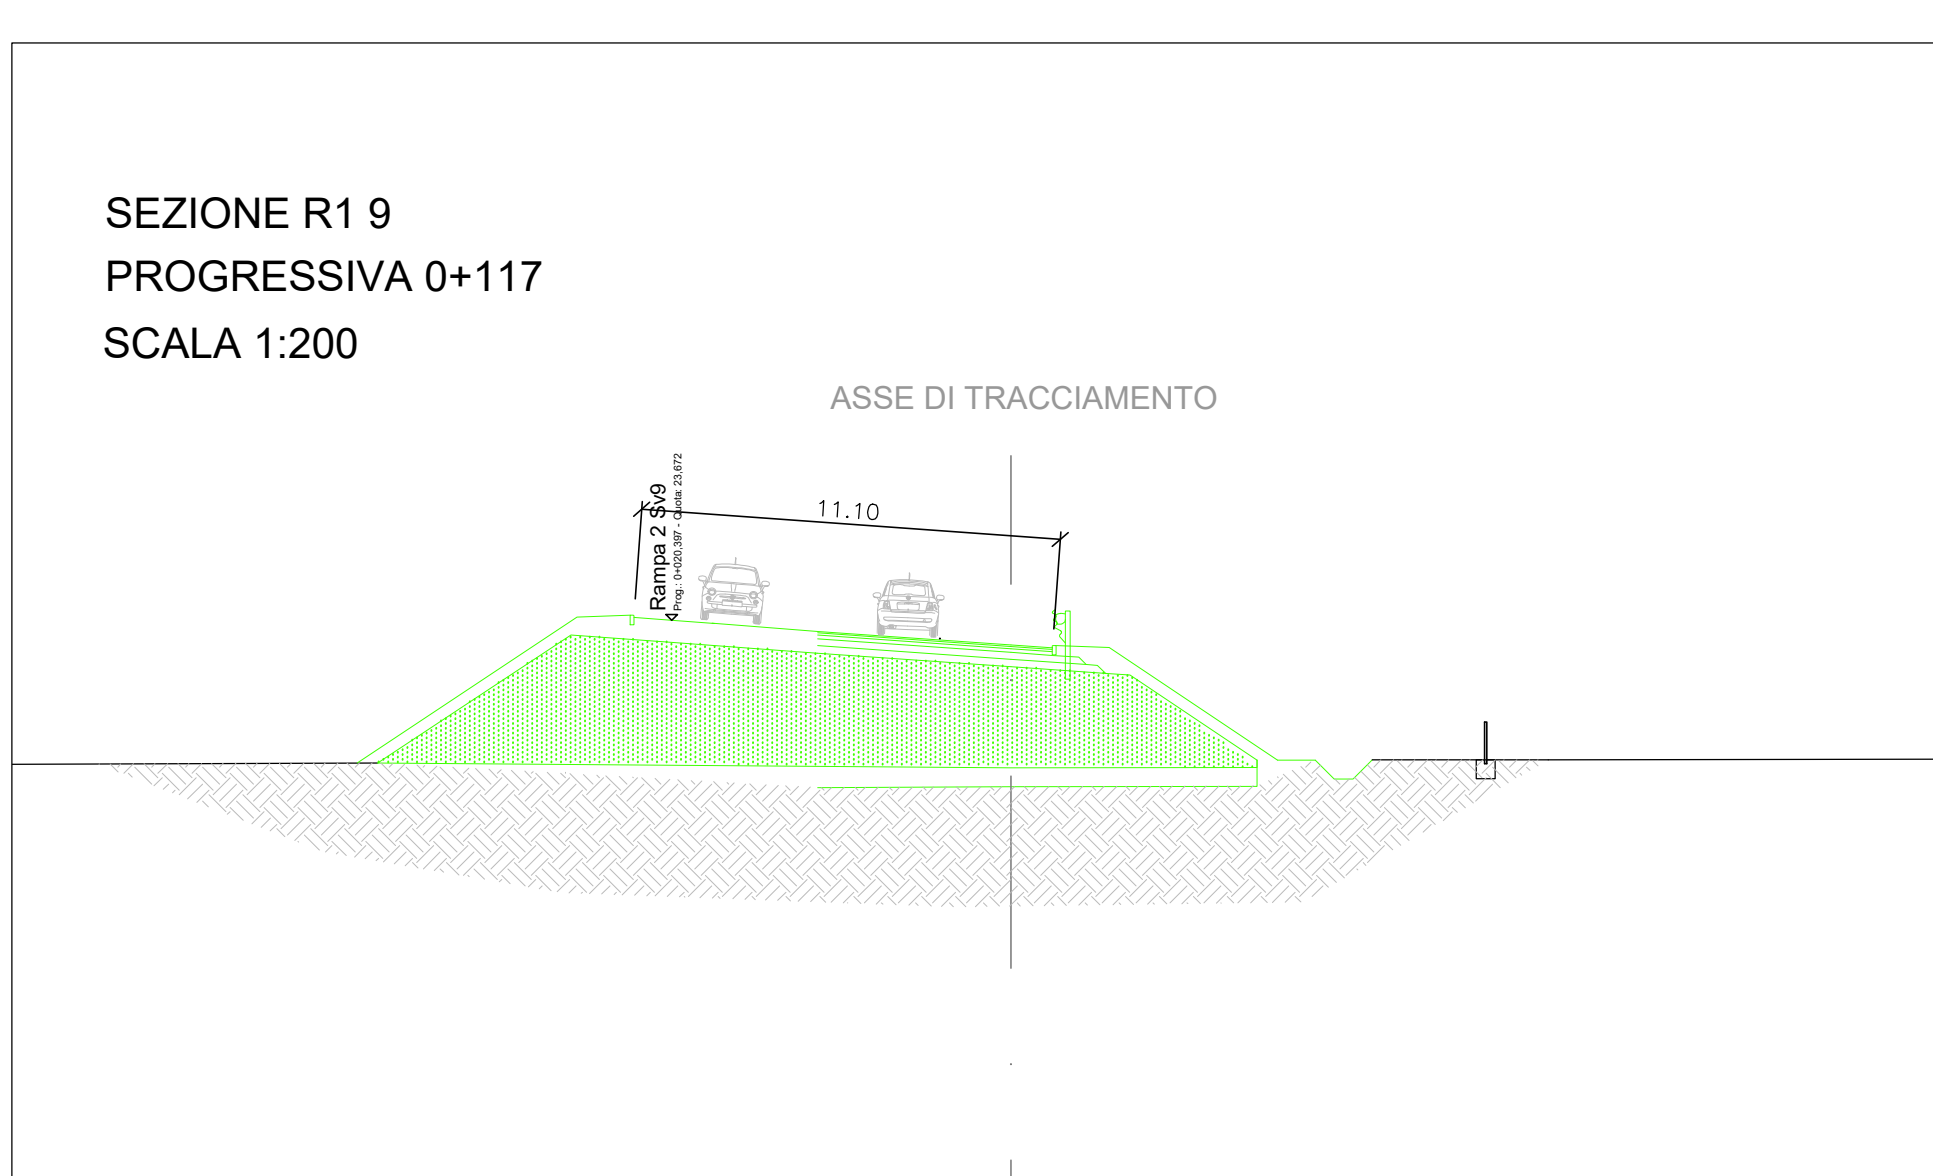 SEZIONE R1 9
PROGRESSIVA 0+117
SCALA 1:200
ASSE DI TRACCIAMENTO
11.10
Rampa 2 Sv9
Prog.: 0+020,397 - Quota: 23,672